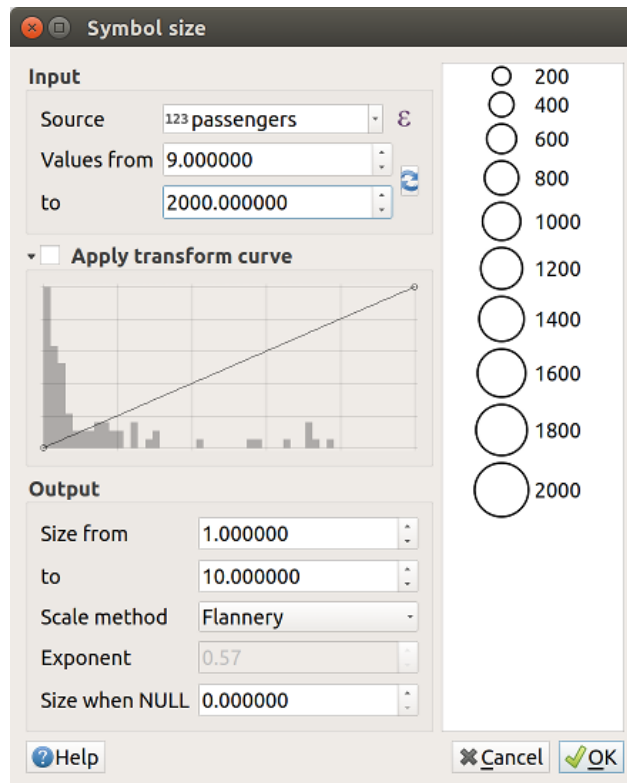 Symbol size
Input
Source 123 passengers ε
Values from 9.000000
to 2000.000000
Apply transform curve
Output
Size from 1.000000
to 10.000000
Scale method Flannery
Exponent 0.57
Size when NULL 0.000000
200
400
600
800
1000
1200
1400
1600
1800
2000
Help Cancel OK